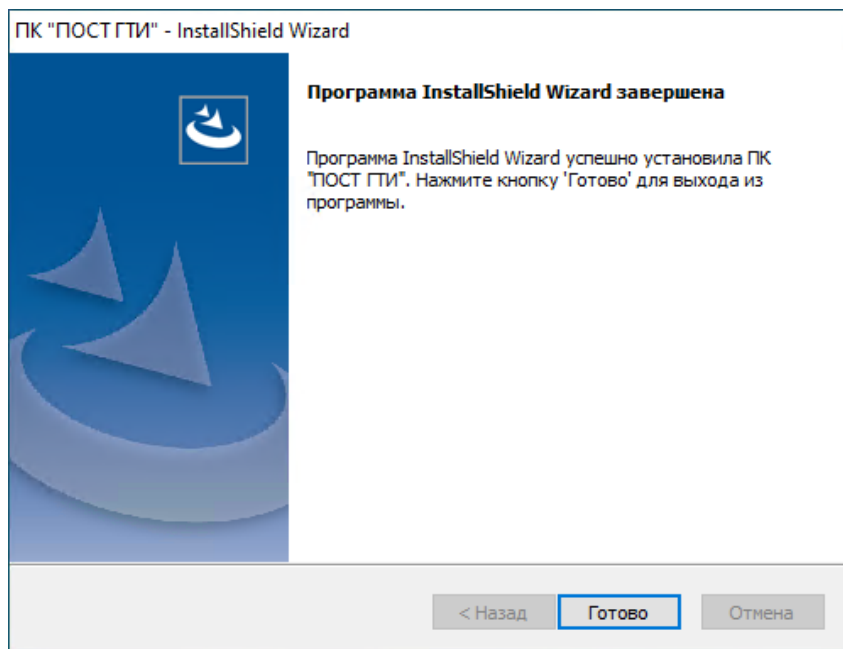 ПК "ПОСТ ГТИ" - InstallShield Wizard
Программа InstallShield Wizard завершена
Программа InstallShield Wizard успешно установила ПК
"ПОСТ ГТИ". Нажмите кнопку 'Готово' для выхода из
программы.
< Назад
Готово
Отмена